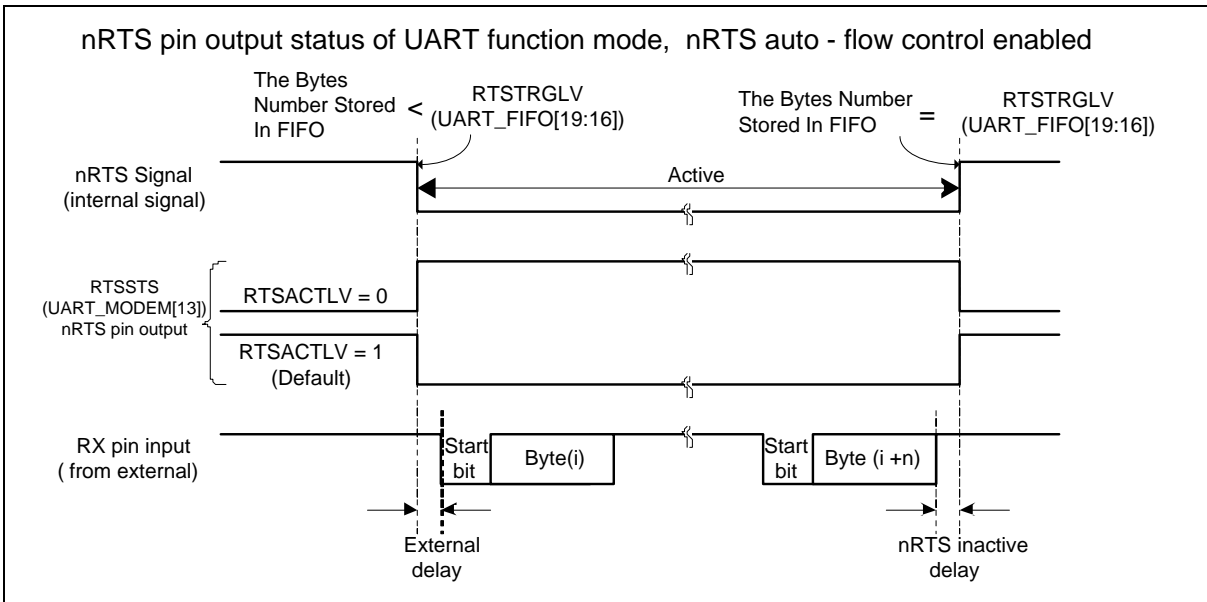 nRTS pin output status of UART function mode, nRTS auto - flow control enabled
The Bytes
Number Stored
In FIFO
<
RTSTRGLV
(UART_FIFO[19:16])
The Bytes Number
Stored In FIFO
=
RTSTRGLV
(UART_FIFO[19:16])
nRTS Signal
(internal signal)
Active
RTSSTS
(UART_MODEM[13])
nRTS pin output
RTSACTLV = 0
RTSACTLV = 1
(Default)
RX pin input
( from external)
Start
bit
Byte(i)
Start
bit
Byte (i +n)
External
delay
nRTS inactive
delay